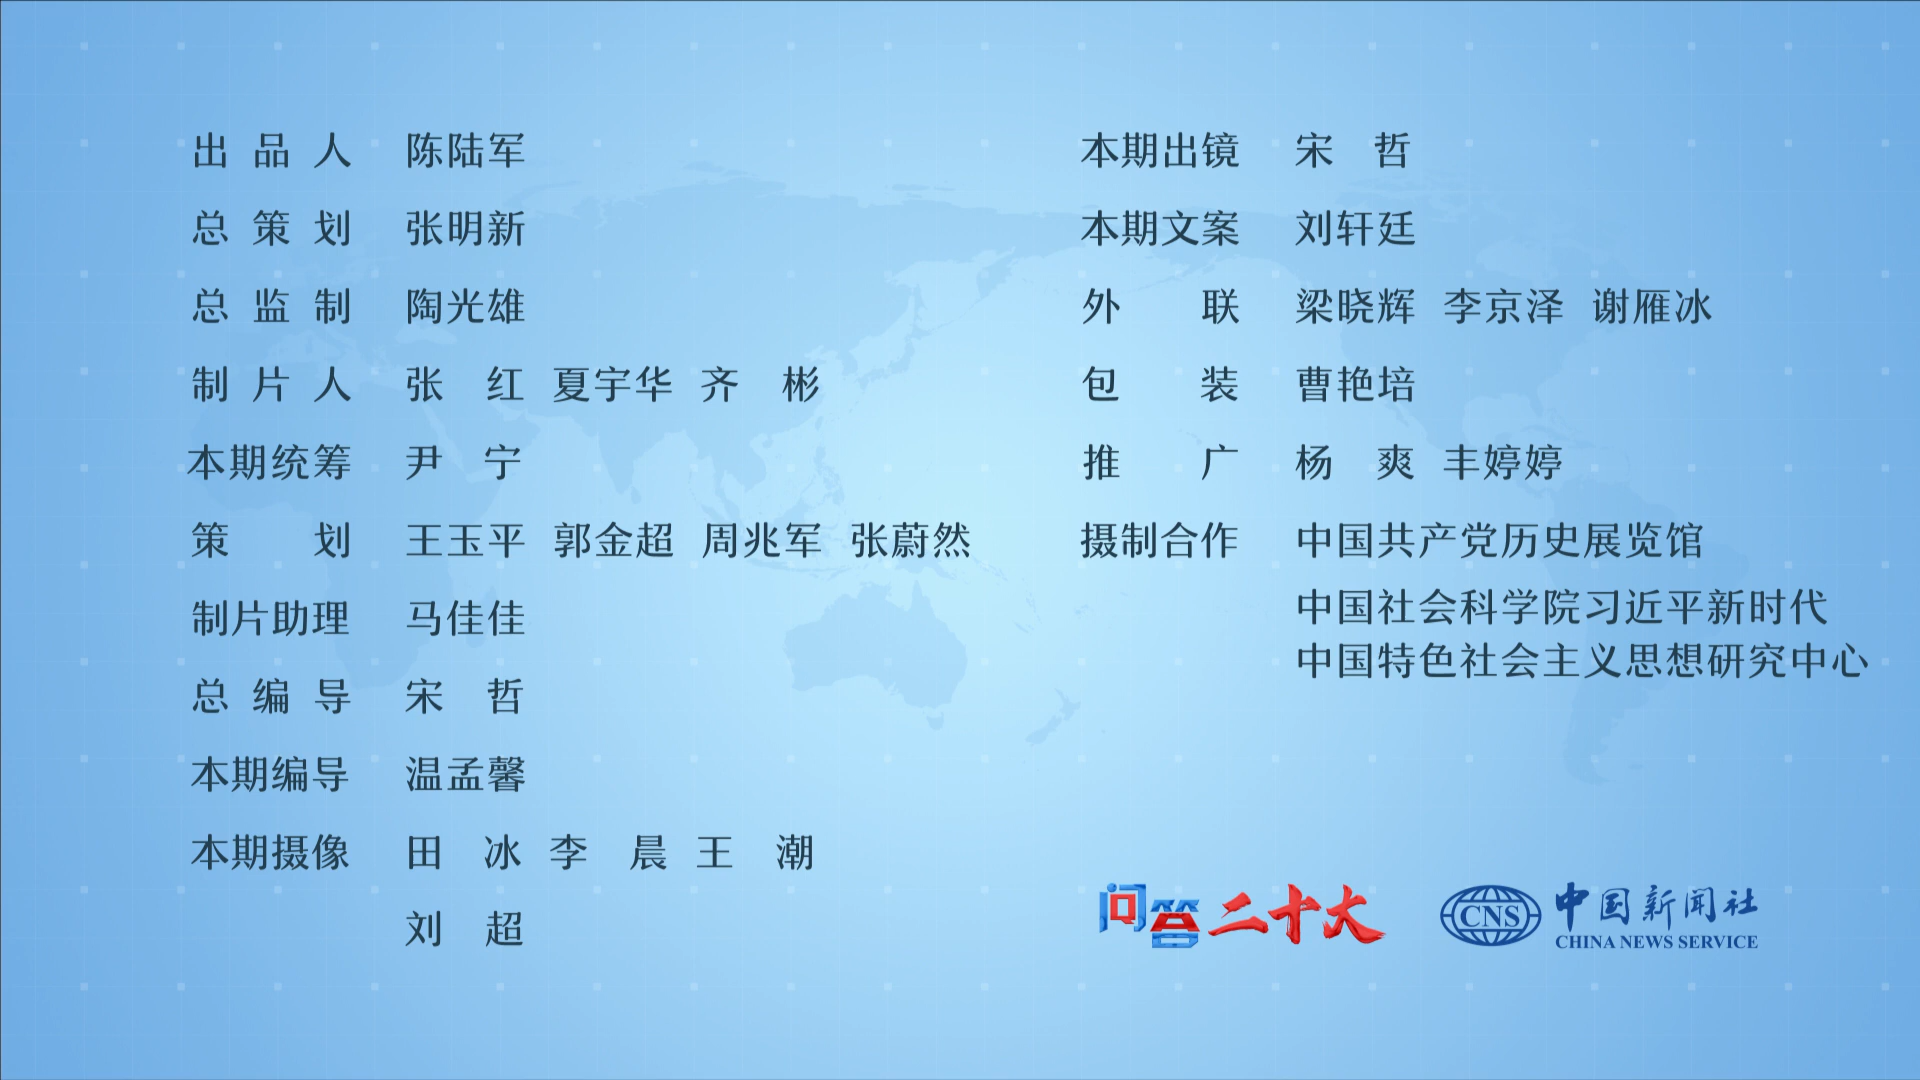 出品人 陈陆军
总策划 张明新
总监制 陶光雄
制片人 张红 夏宇华 齐彬
本期统筹 尹宁
策划 王玉平 郭金超 周兆军 张蔚然
制片助理 马佳佳
总编导 宋哲
本期编导 温孟馨
本期摄像 田冰 李晨 王潮
刘超
本期出镜 宋哲
本期文案 刘轩廷
外联 梁晓辉 李京泽 谢雁冰
包装 曹艳培
推广 杨爽 丰婷婷
摄制合作 中国共产党历史展览馆
中国社会科学院习近平新时代
中国特色社会主义思想研究中心
问答二十大
CNS 中国新闻社
CHINA NEWS SERVICE